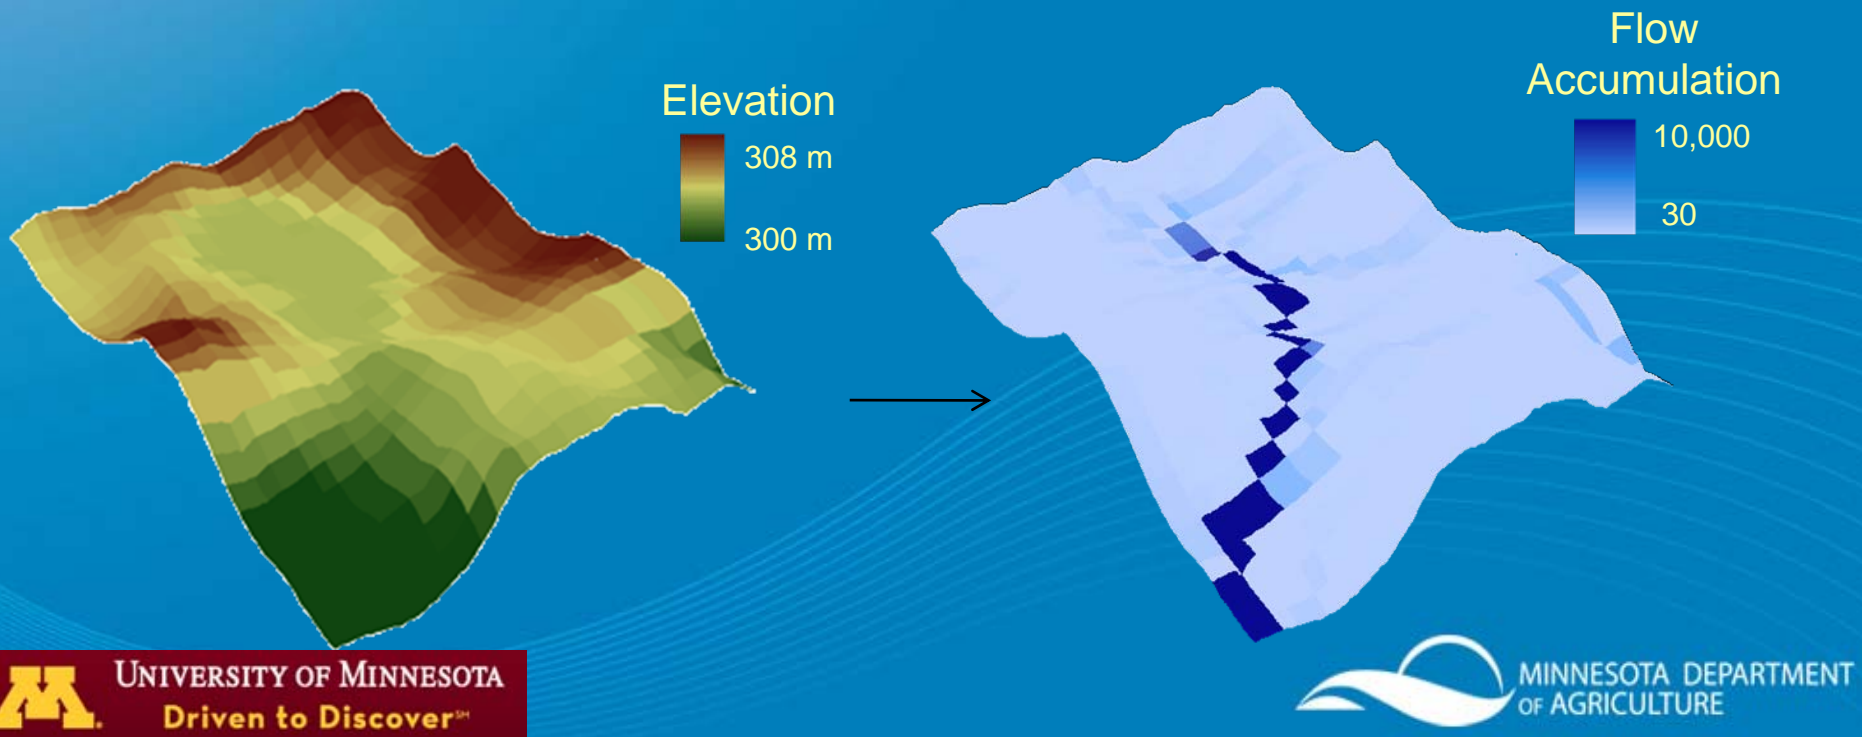 Elevation
308 m
300 m
Flow
Accumulation
10,000
30
UNIVERSITY OF MINNESOTA
Driven to Discover℠
MINNESOTA DEPARTMENT
OF AGRICULTURE